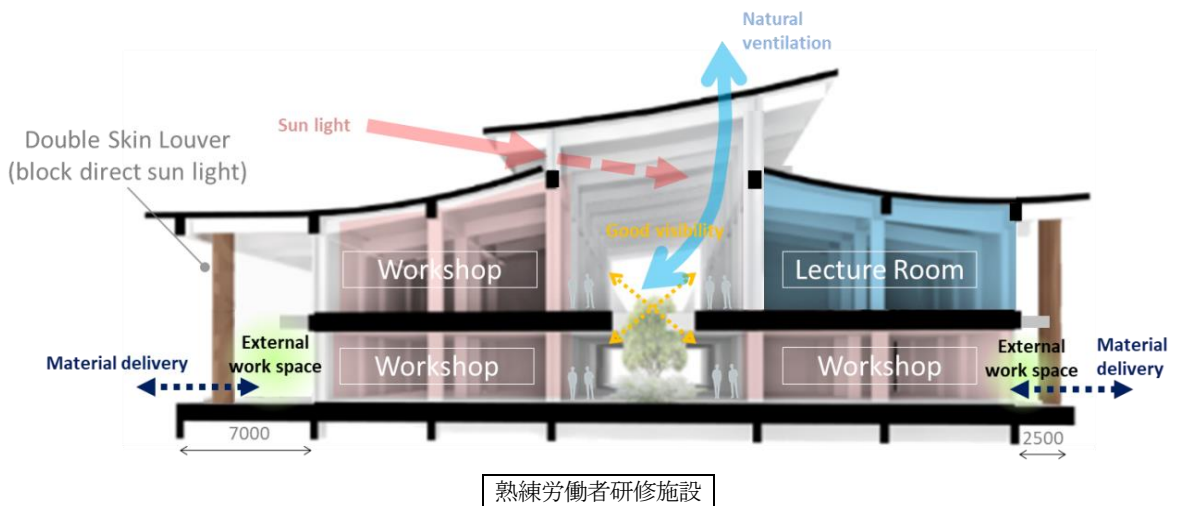 Natural
ventilation
Sun light
Double Skin Louver
(block direct sun light)
Good visibility
Workshop
Lecture Room
External
work space
Material delivery
Workshop
Workshop
External
work space
Material
delivery
7000
2500
熟練労働者研修施設